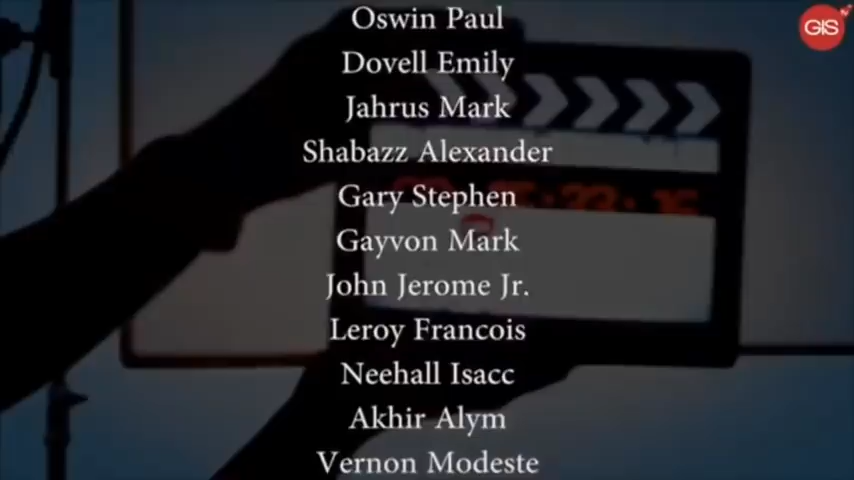 Oswin Paul
GIS
Dovell Emily
Jahrus Mark
Shabazz Alexander
Gary Stephen
Gayvon Mark
John Jerome Jr.
Leroy Francois
Neehall Isacc
Akhir Alym
Vernon Modeste